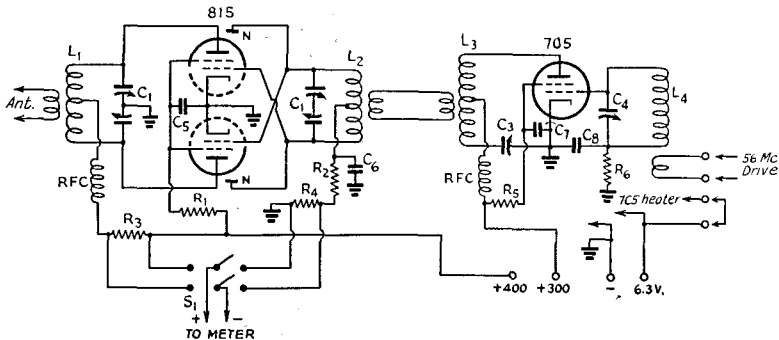 815
N
L1
C1
Ant.
C5
N
C1
L2
L3
705
C4
L4
C3
C7
C8
RFC
R1
R2
C6
R4
R3
RFC
R5
R6
56 Mc
Drive
7C5 heater
S1
+ -
TO METER
+400
+300
-
6.3V.